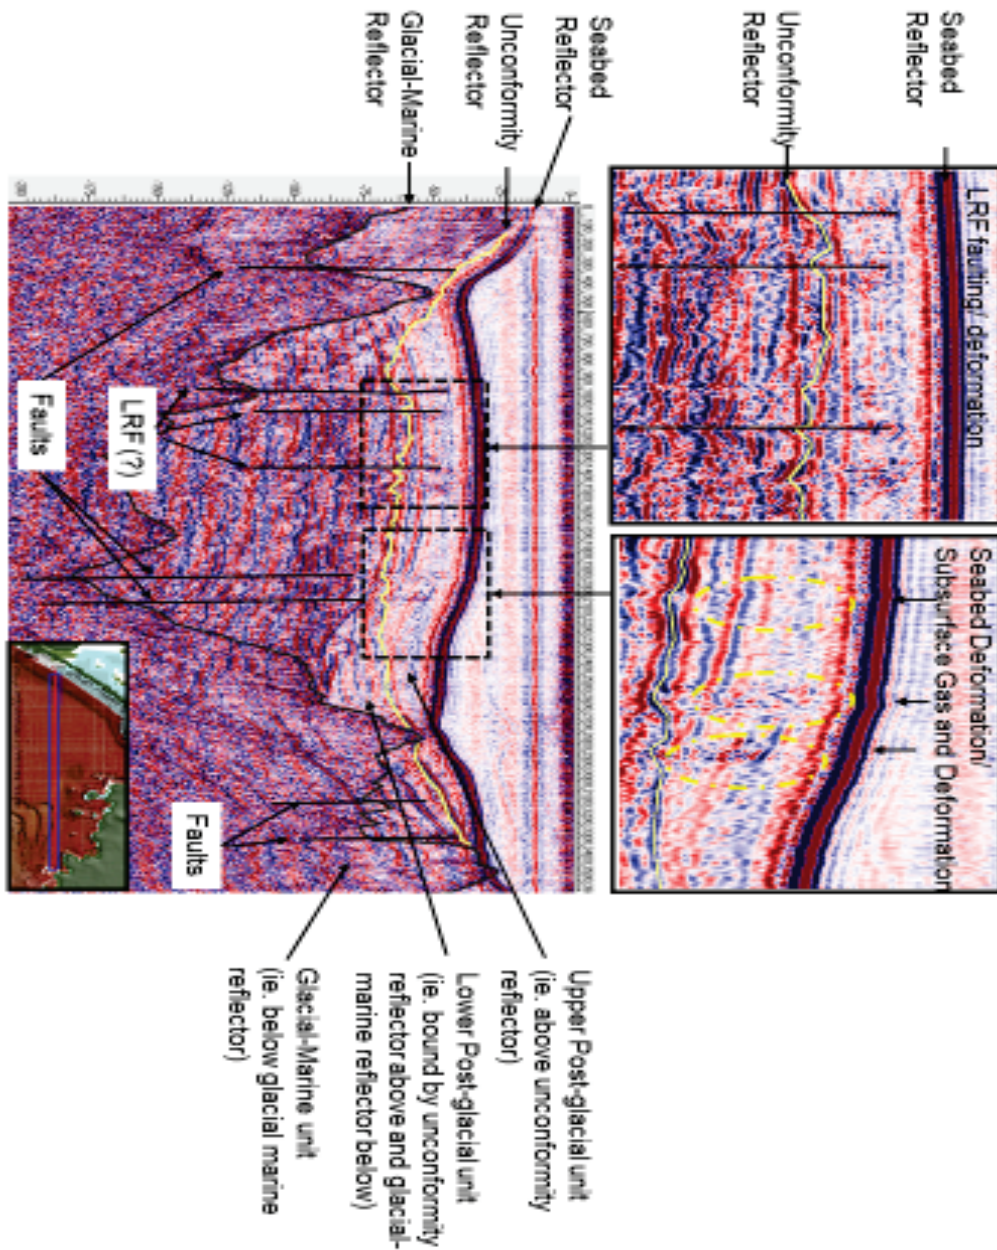 Seabed
Reflector
Unconformity
Reflector
LRF faulting/ deformation
Seabed Deformation/
Subsurface Gas and Deformation
Seabed
Reflector
Unconformity
Reflector
Glacial-Marine
Reflector
Faults
LRF (?)
Faults
Upper Post-glacial unit
(ie. above unconformity
reflector)
Lower Post-glacial unit
(ie. bound by unconformity
reflector above and glacial-
marine reflector below)
Glacial-Marine unit
(ie. below glacial marine
reflector)